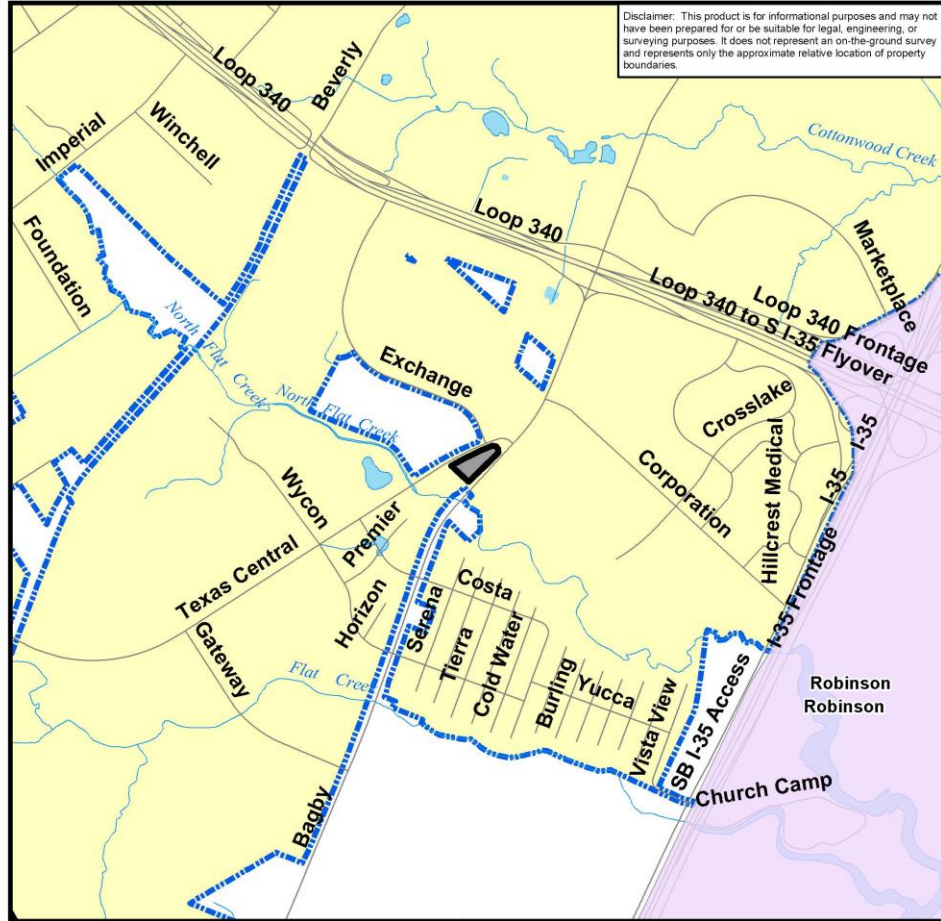 Disclaimer: This product is for informational purposes and may not
have been prepared for or be suitable for legal, engineering, or
surveying purposes. It does not represent an on-the-ground survey
and represents only the approximate relative location of property
boundaries.
Loop 340
Beverly
Imperial
Winchell
Cottonwood Creek
Foundation
Loop 340
Marketplace
Loop 340 Frontage
Loop 340 to S I-35 Flyover
North Flat Creek
Exchange
North Flat Creek
Crosslake
I-35
Corporation
Hillcrest Medical
I-35
Wycon
Premier
Texas Central
I-35 Frontage
Costa
Horizon
Serena
Tierra
Cold Water
Gateway
Flat Creek
Burling
Yucca
Vista View
SB I-35 Access
Robinson
Robinson
Church Camp
Bagby